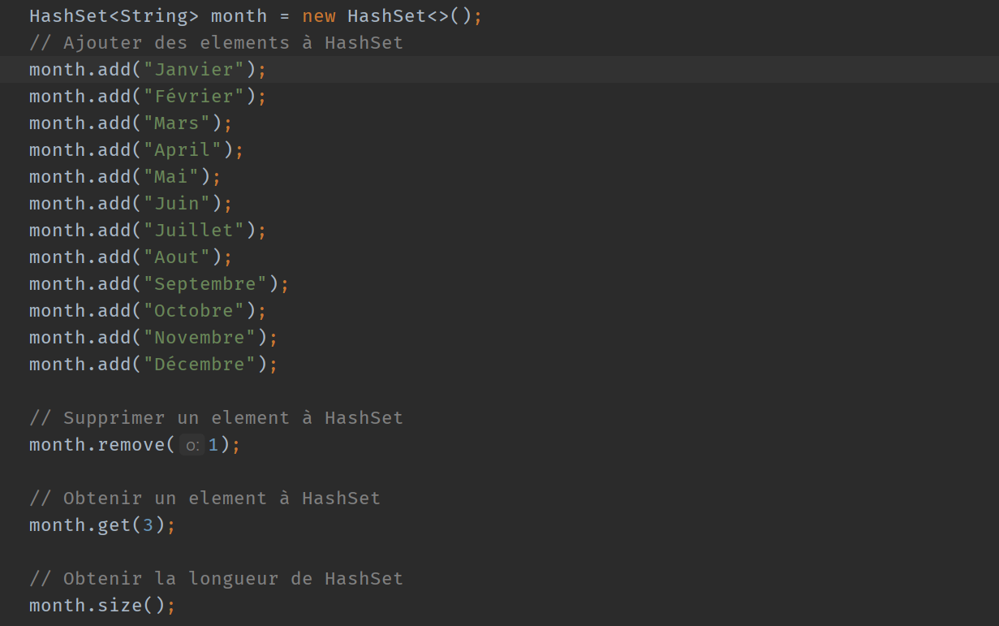 HashSet<String> month = new HashSet<>();
// Ajouter des elements à HashSet
month.add("Janvier");
month.add("Février");
month.add("Mars");
month.add("April");
month.add("Mai");
month.add("Juin");
month.add("Juillet");
month.add("Aout");
month.add("Septembre");
month.add("Octobre");
month.add("Novembre");
month.add("Décembre");
// Supprimer un element à HashSet
month.remove( o: 1);
// Obtenir un element à HashSet
month.get(3);
// Obtenir la longueur de HashSet
month.size();